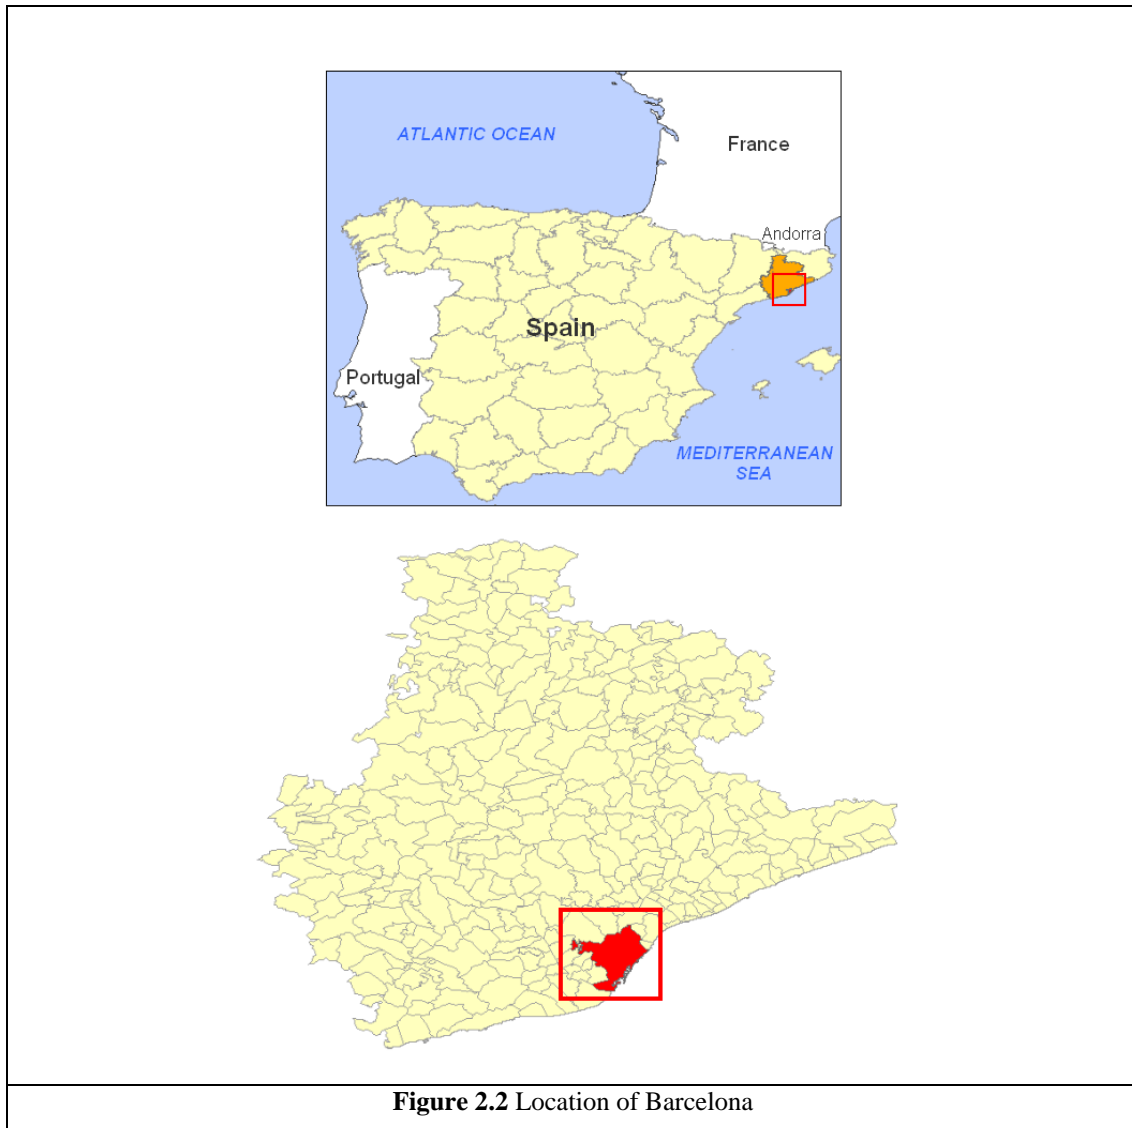 ATLANTIC OCEAN
France
Andorra
Spain
Portugal
MEDITERRANEAN
SEA
Figure 2.2 Location of Barcelona